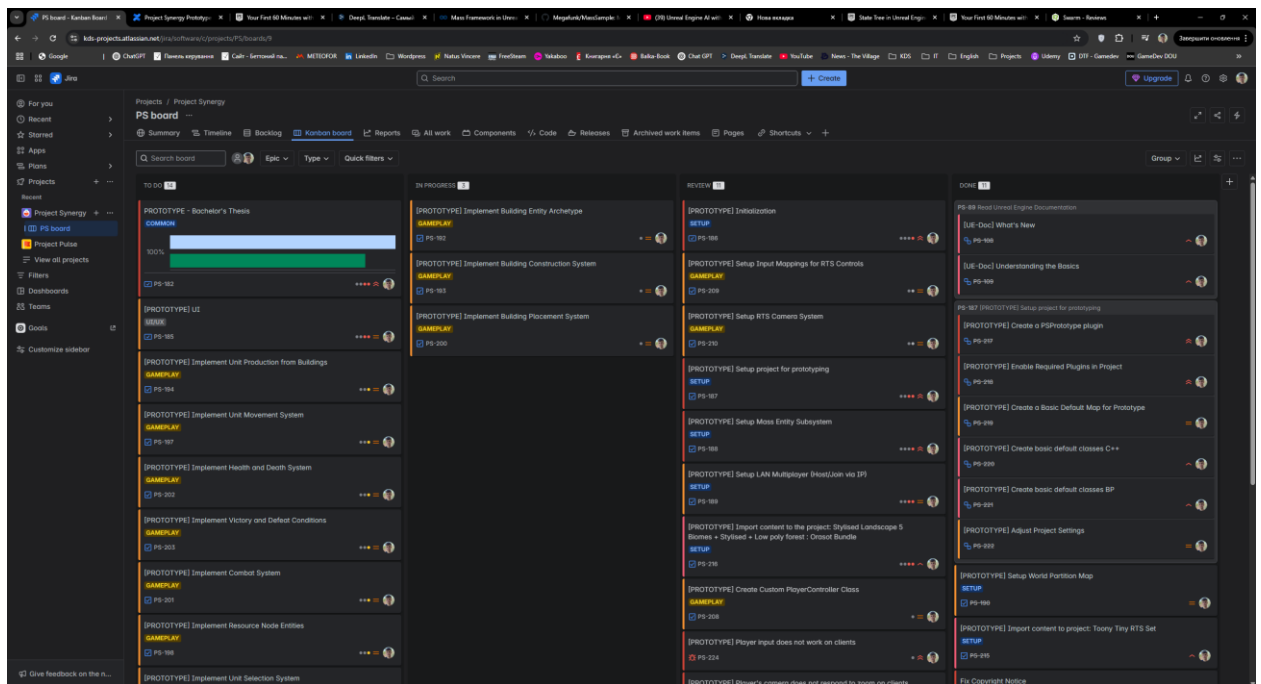 PS board - Kanban Board
Project Synergy Prototype
Your First 60 Minutes wit
DeepL Translate – Самый
Mass Framework in Unre
Megafunk/MassSample:
(29) Unreal Engine AI with
Нова вкладка
State Tree in Unreal Engin
Your First 60 Minutes wit
Swarm - Reviews
kds-projects.atlassian.net/jira/software/c/projects/PS/boards/9
Завершити оновлення
Google
ChatGPT
Панель керування
METEOFOR
LinkedIn
Wordpress
Natus Vincere
FreeSteam
Yakaboo
Книгарня «Є»
Balka-Book
Chat GPT
DeepL Translate
YouTube
News - The Village
KDS
IT
English
Projects
Udemy
DTF - Gamedev
GameDev DOU
Jira
Search
+ Create
Upgrade
For you
Recent
Starred
Apps
Plans
Projects
Recent
Project Synergy
PS board
Project Pulse
View all projects
Filters
Dashboards
Teams
Goals
Customize sidebar
Give feedback on the n...
Projects / Project Synergy
PS board
Summary
Timeline
Backlog
Kanban board
Reports
All work
Components
Code
Releases
Archived work items
Pages
Shortcuts
Search board
Epic
Type
Quick filters
Group
TO DO 14
PROTOTYPE - Bachelor's Thesis
COMMON
100%
PS-182
[PROTOTYPE] UI
UI/UX
PS-185
[PROTOTYPE] Implement Unit Production from Buildings
GAMEPLAY
PS-194
[PROTOTYPE] Implement Unit Movement System
GAMEPLAY
PS-197
[PROTOTYPE] Implement Health and Death System
GAMEPLAY
PS-202
[PROTOTYPE] Implement Victory and Defeat Conditions
GAMEPLAY
PS-203
[PROTOTYPE] Implement Combat System
GAMEPLAY
PS-201
[PROTOTYPE] Implement Resource Node Entities
GAMEPLAY
PS-198
[PROTOTYPE] Implement Unit Selection System
IN PROGRESS 3
[PROTOTYPE] Implement Building Entity Archetype
GAMEPLAY
PS-192
[PROTOTYPE] Implement Building Construction System
GAMEPLAY
PS-193
[PROTOTYPE] Implement Building Placement System
GAMEPLAY
PS-200
REVIEW 11
[PROTOTYPE] Initialization
SETUP
PS-186
[PROTOTYPE] Setup Input Mappings for RTS Controls
GAMEPLAY
PS-209
[PROTOTYPE] Setup RTS Camera System
GAMEPLAY
PS-210
[PROTOTYPE] Setup project for prototyping
SETUP
PS-187
[PROTOTYPE] Setup Mass Entity Subsystem
SETUP
PS-188
[PROTOTYPE] Setup LAN Multiplayer (Host/Join via IP)
SETUP
PS-189
[PROTOTYPE] Import content to the project: Stylised Landscape 5
Biomes + Stylised + Low poly forest : Orasot Bundle
SETUP
PS-216
[PROTOTYPE] Create Custom PlayerController Class
GAMEPLAY
PS-208
[PROTOTYPE] Player input does not work on clients
PS-224
[PROTOTYPE] Player's camera does not respond to zoom on clients
DONE 11
PS-89 Read Unreal Engine Documentation
[UE-Doc] What's New
[UE-Doc] Understanding the Basics
PS-109
PS-187 [PROTOTYPE] Setup project for prototyping
[PROTOTYPE] Create a PSPrototype plugin
PS-217
[PROTOTYPE] Enable Required Plugins in Project
PS-218
[PROTOTYPE] Create a Basic Default Map for Prototype
PS-219
[PROTOTYPE] Create basic default classes C++
PS-220
[PROTOTYPE] Create basic default classes BP
PS-221
[PROTOTYPE] Adjust Project Settings
PS-222
[PROTOTYPE] Setup World Partition Map
SETUP
PS-190
[PROTOTYPE] Import content to project: Toony Tiny RTS Set
SETUP
PS-215
Fix Copyright Notice